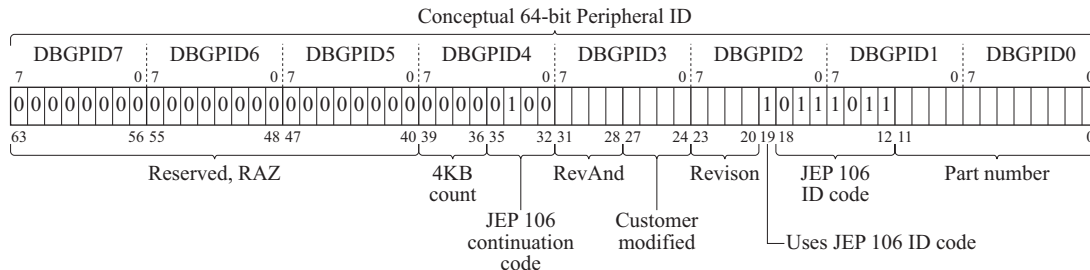 Conceptual 64-bit Peripheral ID
DBGPID7 DBGPID6 DBGPID5 DBGPID4 DBGPID3 DBGPID2 DBGPID1 DBGPID0
7 0 7 0 7 0 7 0 7 0 7 0 7 0 7 0
0 0 0 0 0 0 0 0 0 0 0 0 0 0 0 0 0 0 0 0 0 0 0 0 0 0 0 0 0 1 0 0 1 0 1 1 1 0 1 1
63 56 55 48 47 40 39 36 35 32 31 28 27 24 23 20 19 18 12 11 0
Reserved, RAZ 4KB count RevAnd Revison JEP 106 ID code Part number
JEP 106 continuation code Customer modified Uses JEP 106 ID code